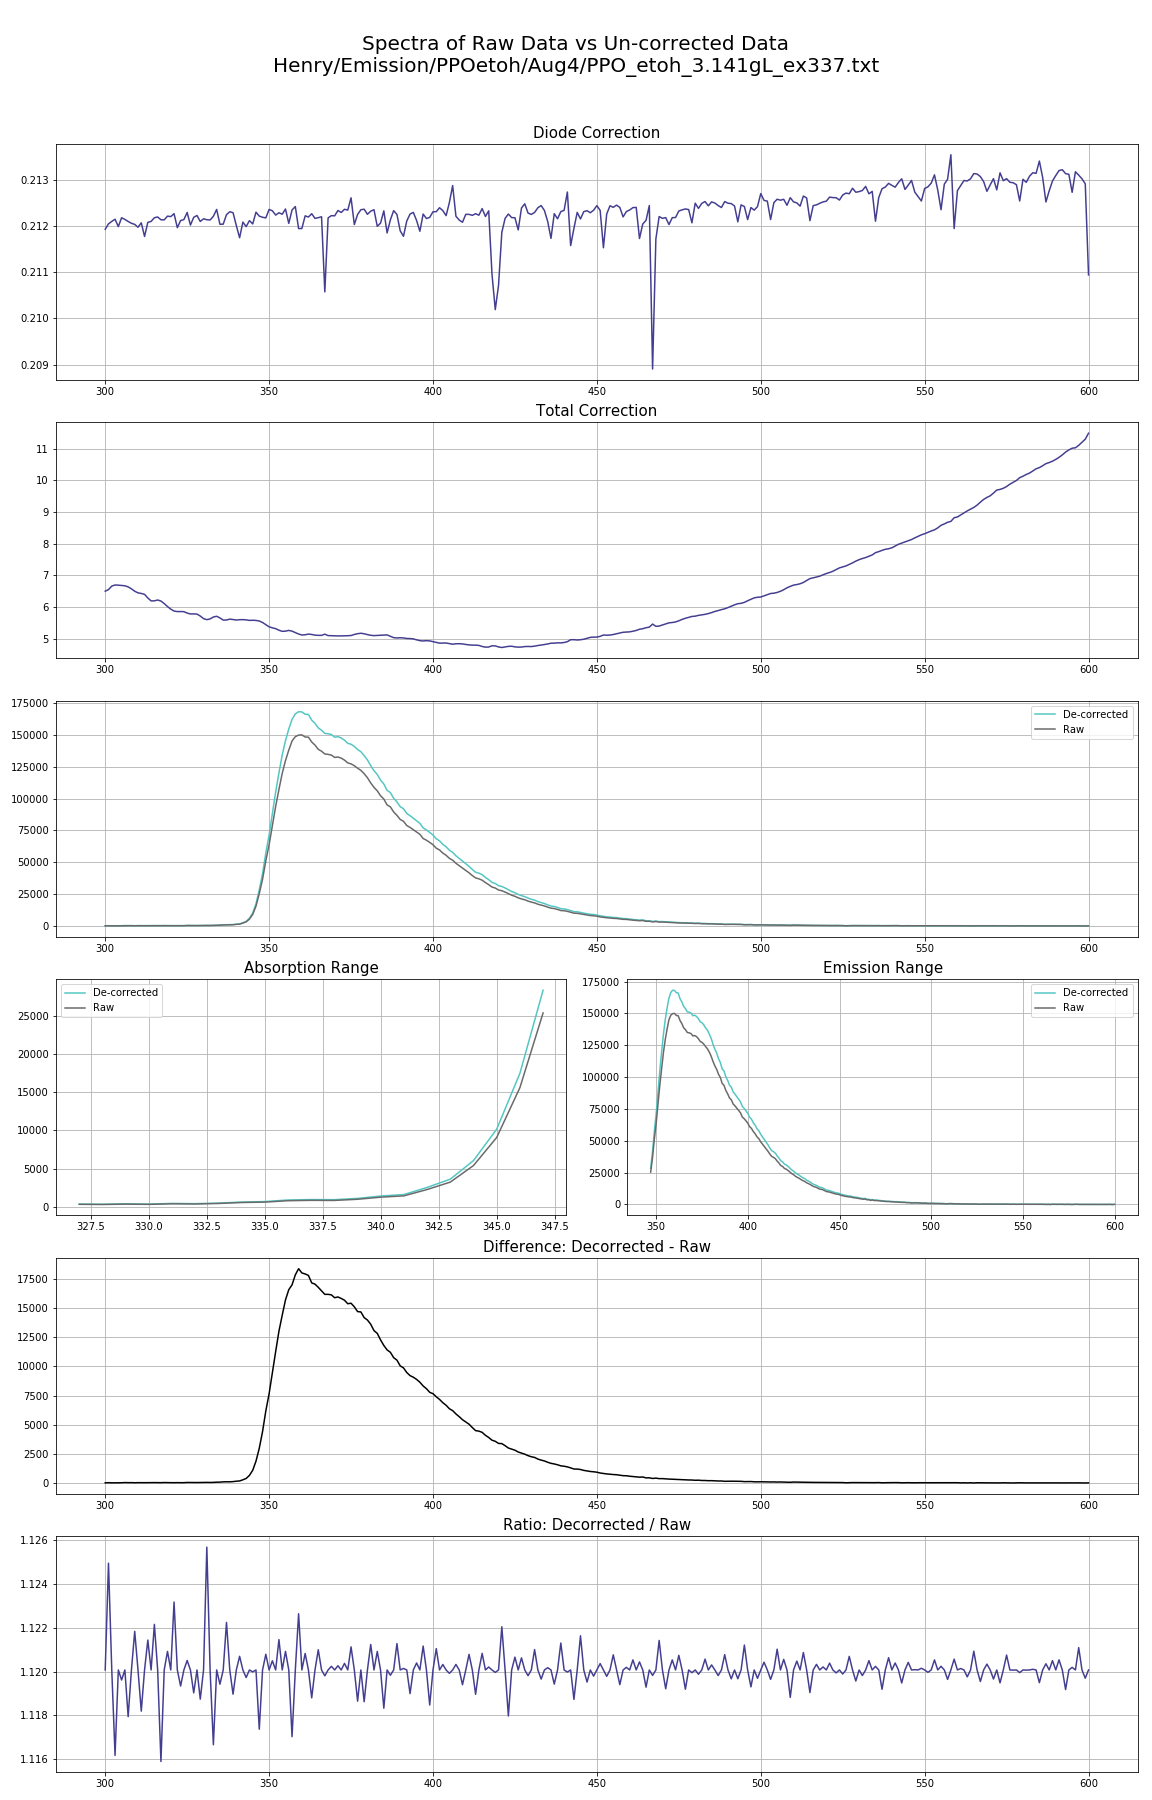 Spectra of Raw Data vs Un-corrected Data
Henry/Emission/PPOetoh/Aug4/PPO_etoh_3.141gL_ex337.txt
Diode Correction
0.213
0.212
0.211
0.210
0.209
300 350 400 450 500 550 600
Total Correction
11
10
9
8
7
6
5
300 350 400 450 500 550 600
175000
150000
125000
100000
75000
50000
25000
0
De-corrected
Raw
300 350 400 450 500 550 600
Absorption Range
25000
20000
15000
10000
5000
0
De-corrected
Raw
327.5 330.0 332.5 335.0 337.5 340.0 342.5 345.0 347.5
Emission Range
175000
150000
125000
100000
75000
50000
25000
0
De-corrected
Raw
350 400 450 500 550 600
Difference: Decorrected - Raw
17500
15000
12500
10000
7500
5000
2500
0
300 350 400 450 500 550 600
Ratio: Decorrected / Raw
1.126
1.124
1.122
1.120
1.118
1.116
300 350 400 450 500 550 600